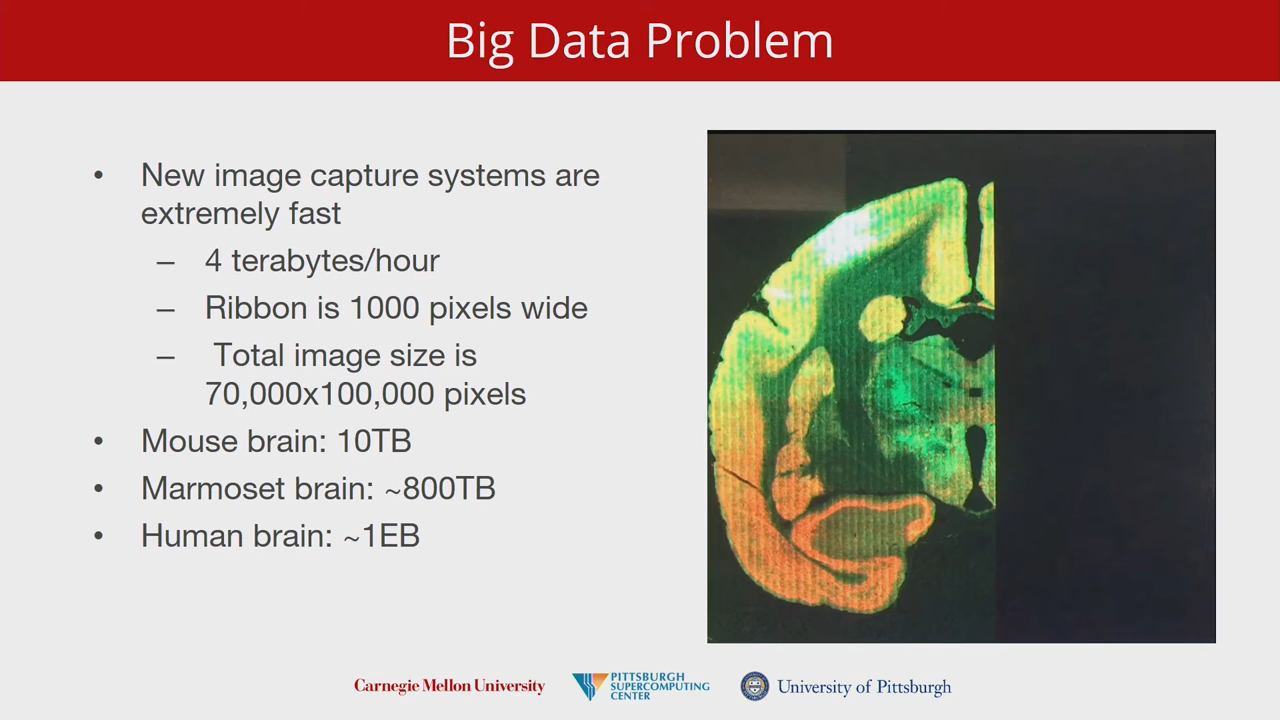 Big Data Problem
• New image capture systems are
extremely fast
– 4 terabytes/hour
– Ribbon is 1000 pixels wide
– Total image size is
70,000x100,000 pixels
• Mouse brain: 10TB
• Marmoset brain: ~800TB
• Human brain: ~1EB
Carnegie Mellon University
PITTSBURGH
SUPERCOMPUTING
CENTER
University of Pittsburgh